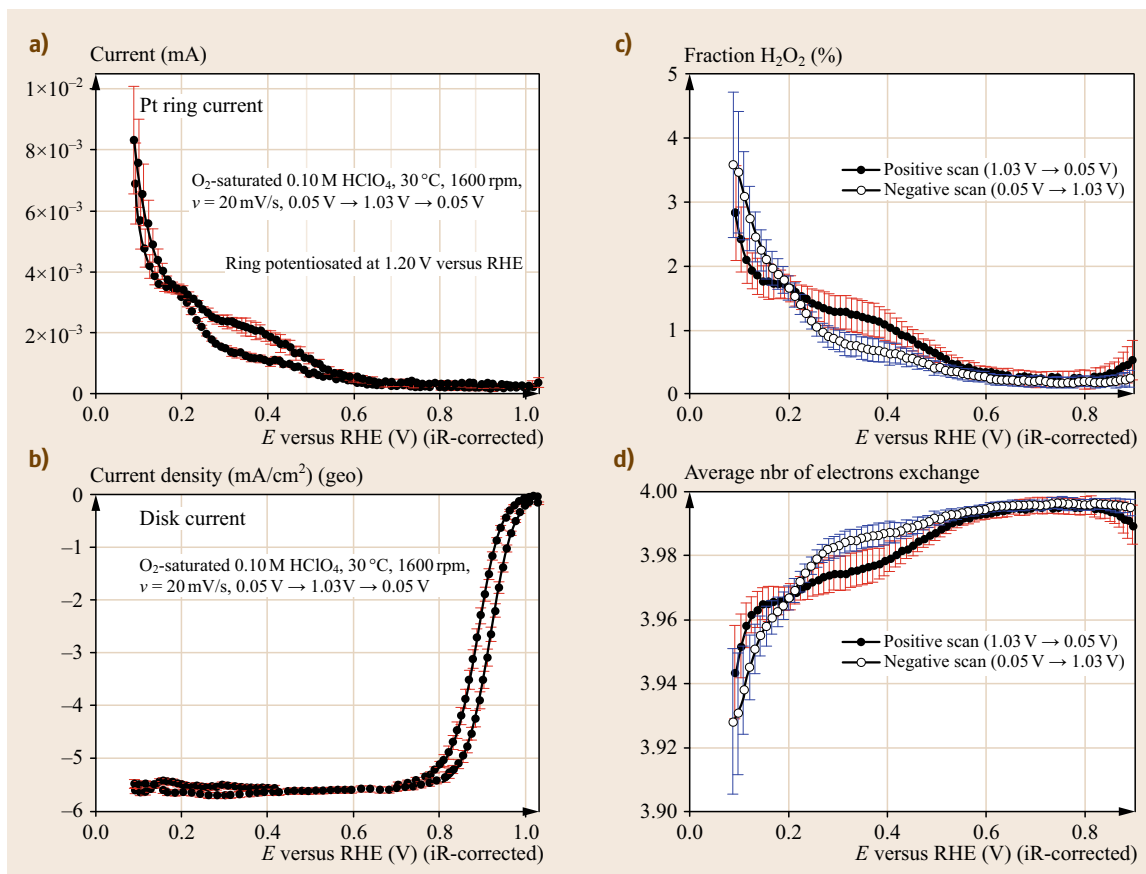 a)
Current (mA)
1×10⁻²
8×10⁻³
6×10⁻³
4×10⁻³
2×10⁻³
0
Pt ring current
O₂-saturated 0.10 M HClO₄, 30 °C, 1600 rpm,
ν = 20 mV/s, 0.05 V → 1.03 V → 0.05 V
Ring potentiosated at 1.20 V versus RHE
0.0 0.2 0.4 0.6 0.8 1.0
E versus RHE (V) (iR-corrected)
b)
Current density (mA/cm²) (geo)
0
–1
–2
–3
–4
–5
–6
Disk current
O₂-saturated 0.10 M HClO₄, 30 °C, 1600 rpm,
ν = 20 mV/s, 0.05 V → 1.03 V → 0.05 V
0.0 0.2 0.4 0.6 0.8 1.0
E versus RHE (V) (iR-corrected)
c)
Fraction H₂O₂ (%)
5
4
3
2
1
0
Positive scan (1.03 V → 0.05 V)
Negative scan (0.05 V → 1.03 V)
0.0 0.2 0.4 0.6 0.8
E versus RHE (V) (iR-corrected)
d)
Average nbr of electrons exchange
4.00
3.98
3.96
3.94
3.92
3.90
Positive scan (1.03 V → 0.05 V)
Negative scan (0.05 V → 1.03 V)
0.0 0.2 0.4 0.6 0.8
E versus RHE (V) (iR-corrected)